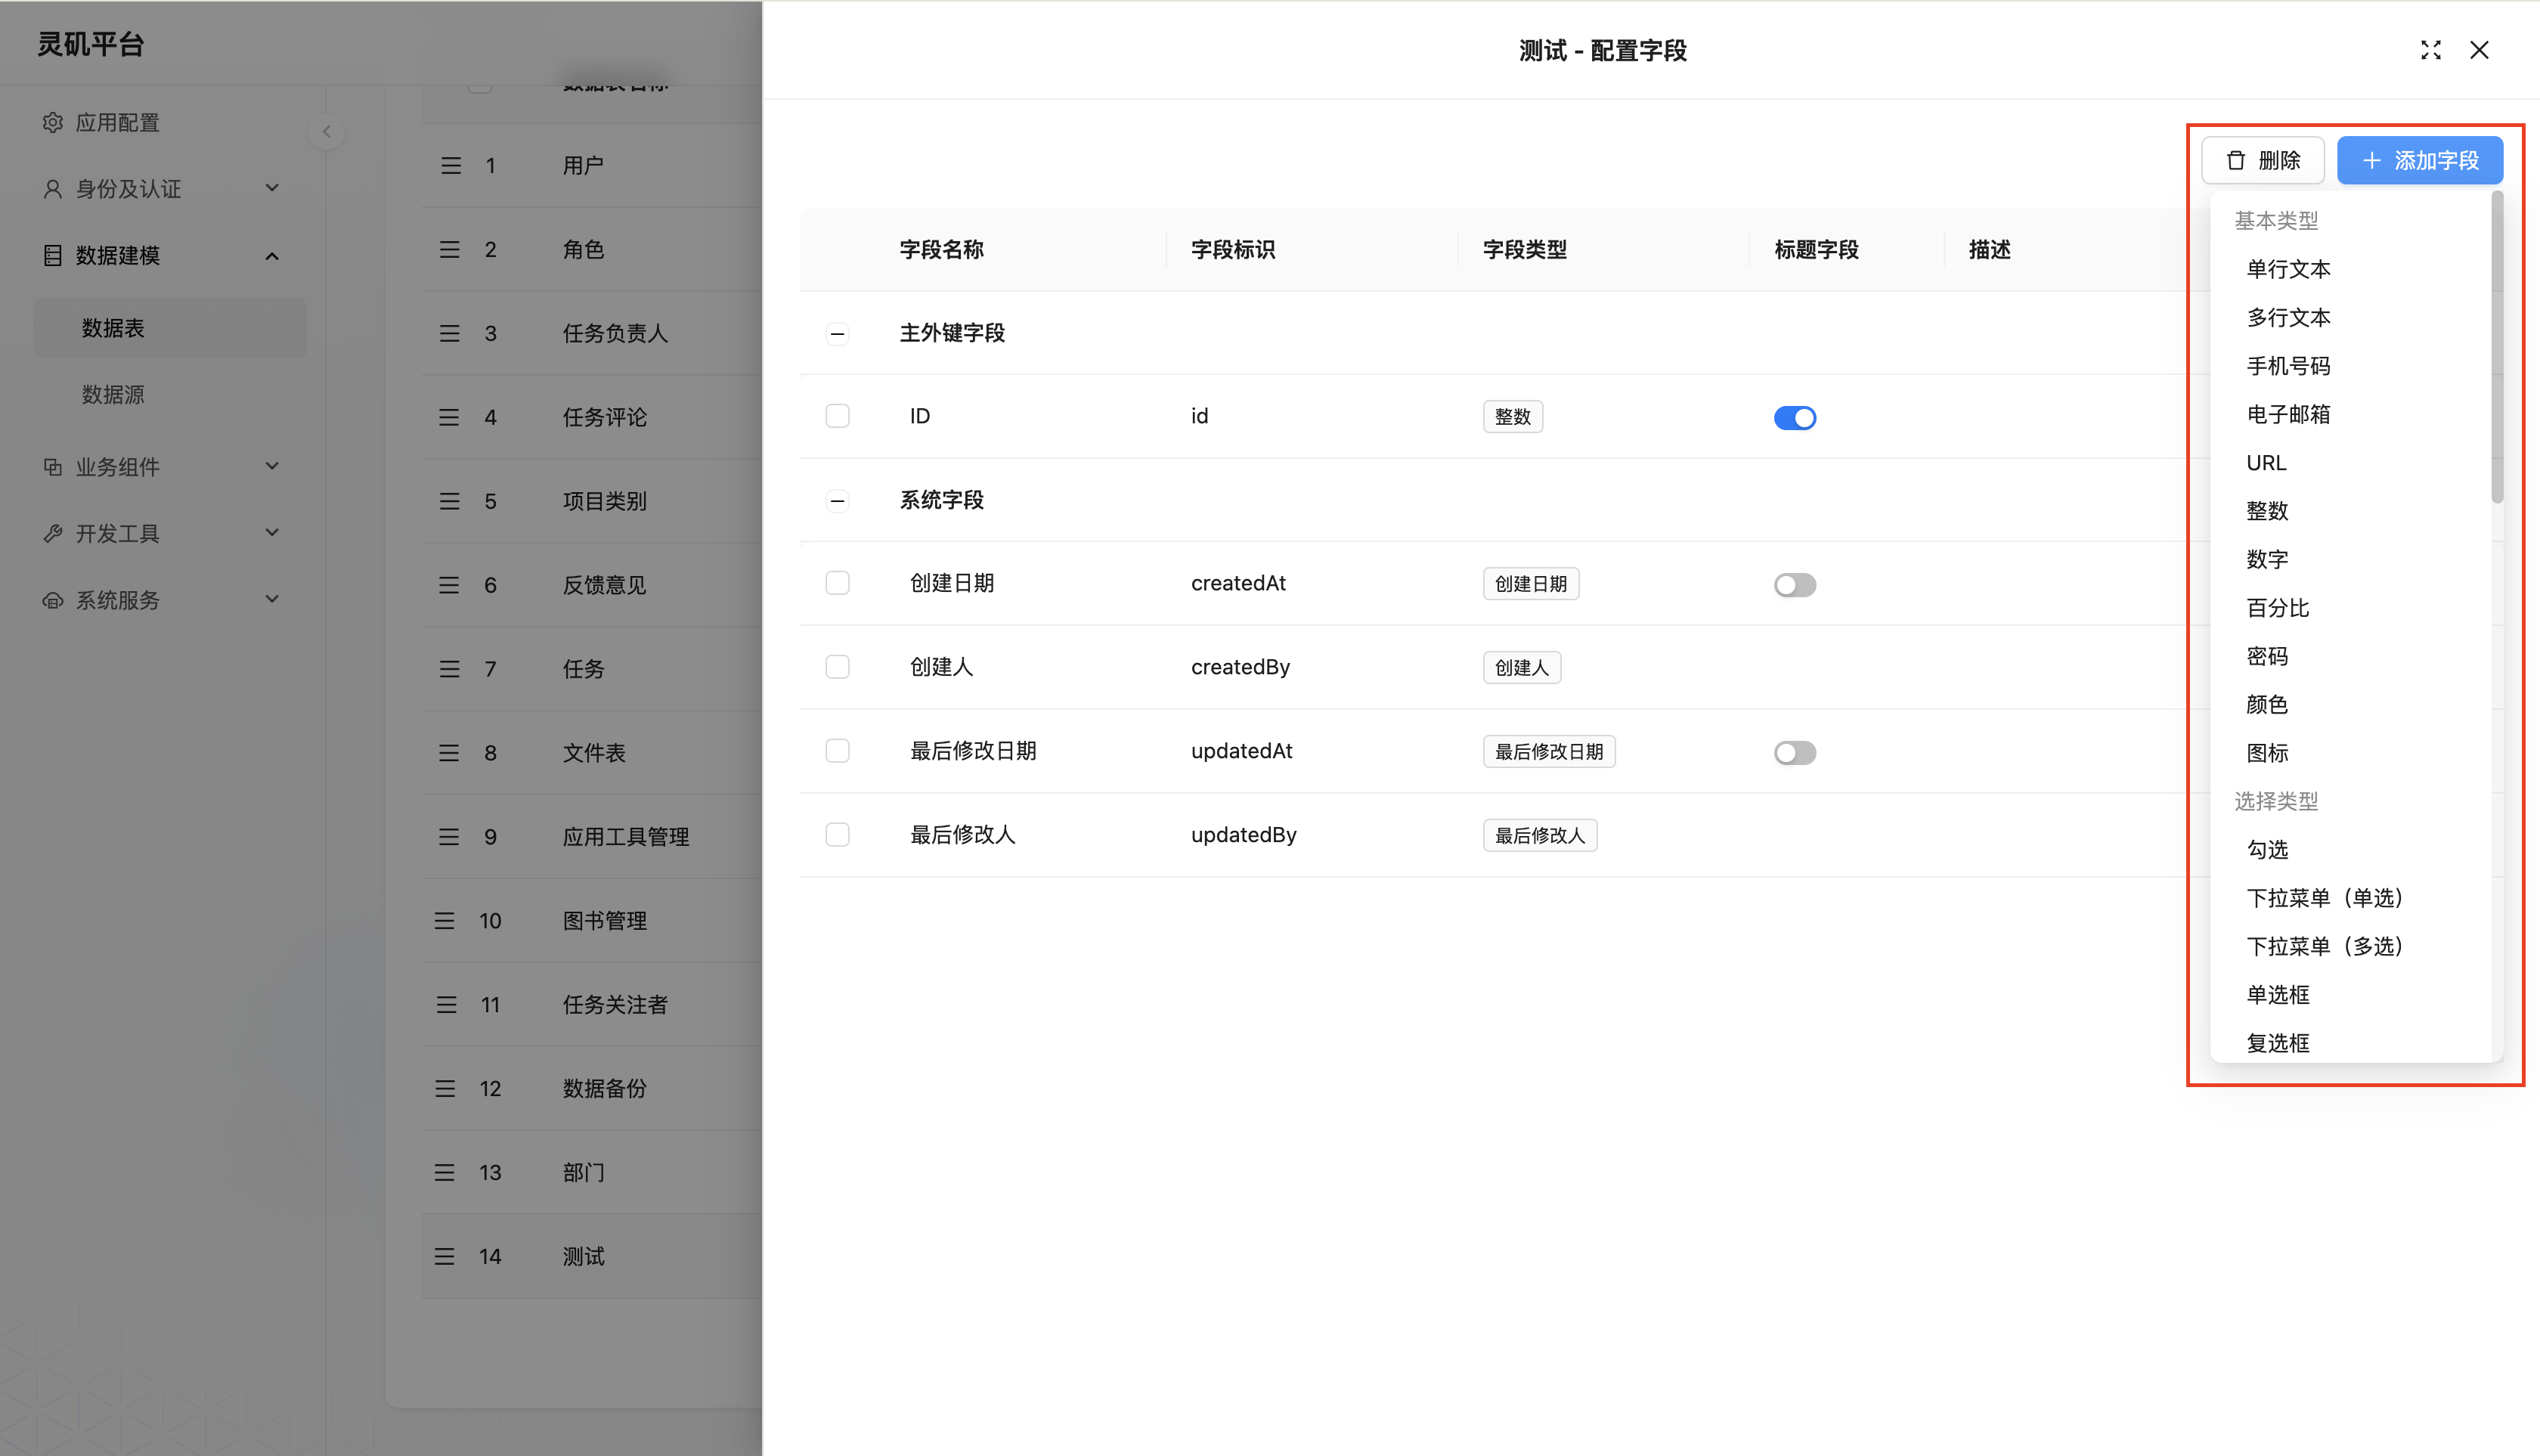 灵矶平台
应用配置
身份及认证
数据建模
数据表
数据源
业务组件
开发工具
系统服务
数据表名称
1 用户
2 角色
3 任务负责人
4 任务评论
5 项目类别
6 反馈意见
7 任务
8 文件表
9 应用工具管理
10 图书管理
11 任务关注者
12 数据备份
13 部门
14 测试
测试 - 配置字段
删除 添加字段
字段名称 字段标识 字段类型 标题字段 描述
主外键字段
ID id 整数
系统字段
创建日期 createdAt 创建日期
创建人 createdBy 创建人
最后修改日期 updatedAt 最后修改日期
最后修改人 updatedBy 最后修改人
基本类型
单行文本
多行文本
手机号码
电子邮箱
URL
整数
数字
百分比
密码
颜色
图标
选择类型
勾选
下拉菜单（单选）
下拉菜单（多选）
单选框
复选框